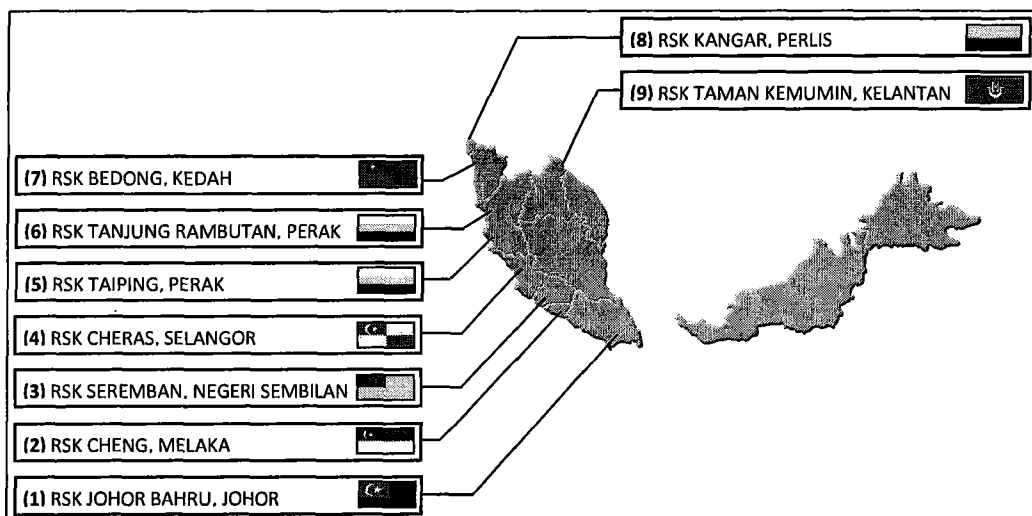 (8) RSK KANGAR, PERLIS
(9) RSK TAMAN KEMUMIN, KELANTAN
(7) RSK BEDONG, KEDAH
(6) RSK TANJUNG RAMBUTAN, PERAK
(5) RSK TAIPING, PERAK
(4) RSK CHERAS, SELANGOR
(3) RSK SEREMBAN, NEGERI SEMBILAN
(2) RSK CHENG, MELAKA
(1) RSK JOHOR BAHRU, JOHOR